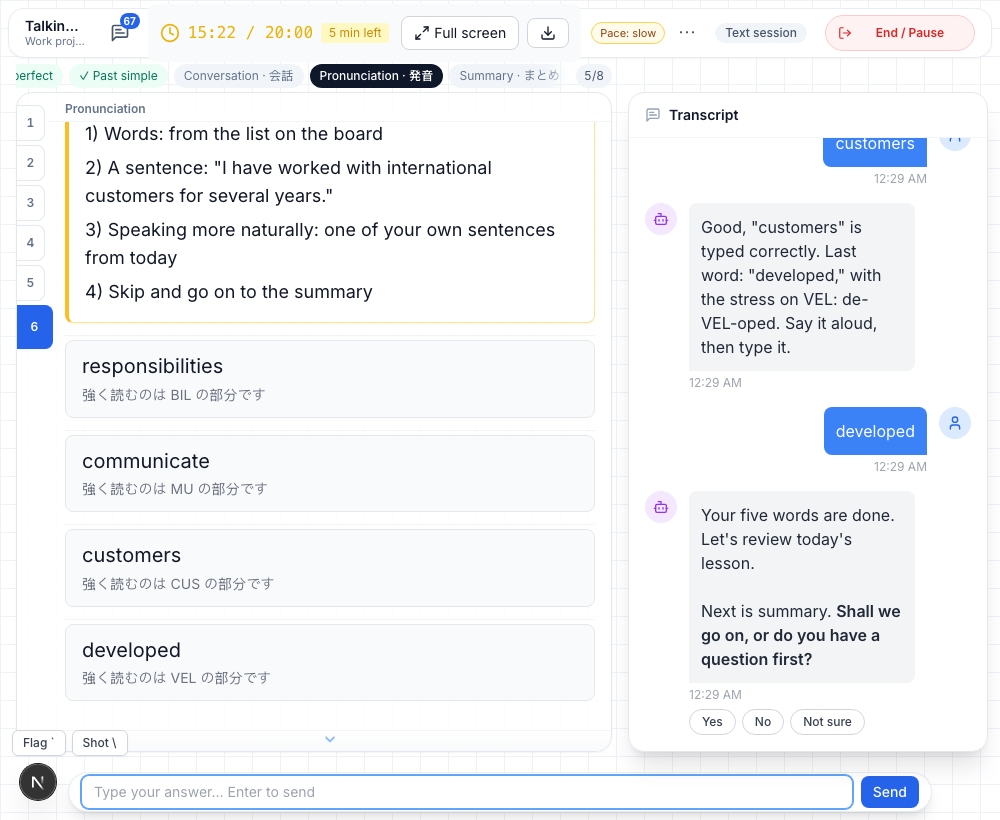 Talkin...
Work proj...
67
15:22 / 20:00
5 min left
Full screen
Pace: slow
...
Text session
End / Pause
perfect
✓ Past simple
Conversation · 会話
Pronunciation · 発音
Summary · まとめ
5/8
1
2
3
4
5
6
Pronunciation
1) Words: from the list on the board
2) A sentence: "I have worked with international
customers for several years."
3) Speaking more naturally: one of your own sentences
from today
4) Skip and go on to the summary
responsibilities
強く読むのは BIL の部分です
communicate
強く読むのは MU の部分です
customers
強く読むのは CUS の部分です
developed
強く読むのは VEL の部分です
Transcript
customers
12:29 AM
Good, "customers" is
typed correctly. Last
word: "developed," with
the stress on VEL: de-
VEL-oped. Say it aloud,
then type it.
12:29 AM
developed
12:29 AM
Your five words are done.
Let's review today's
lesson.
Next is summary. Shall we
go on, or do you have a
question first?
12:29 AM
Yes
No
Not sure
Flag `
Shot \
N
Type your answer... Enter to send
Send